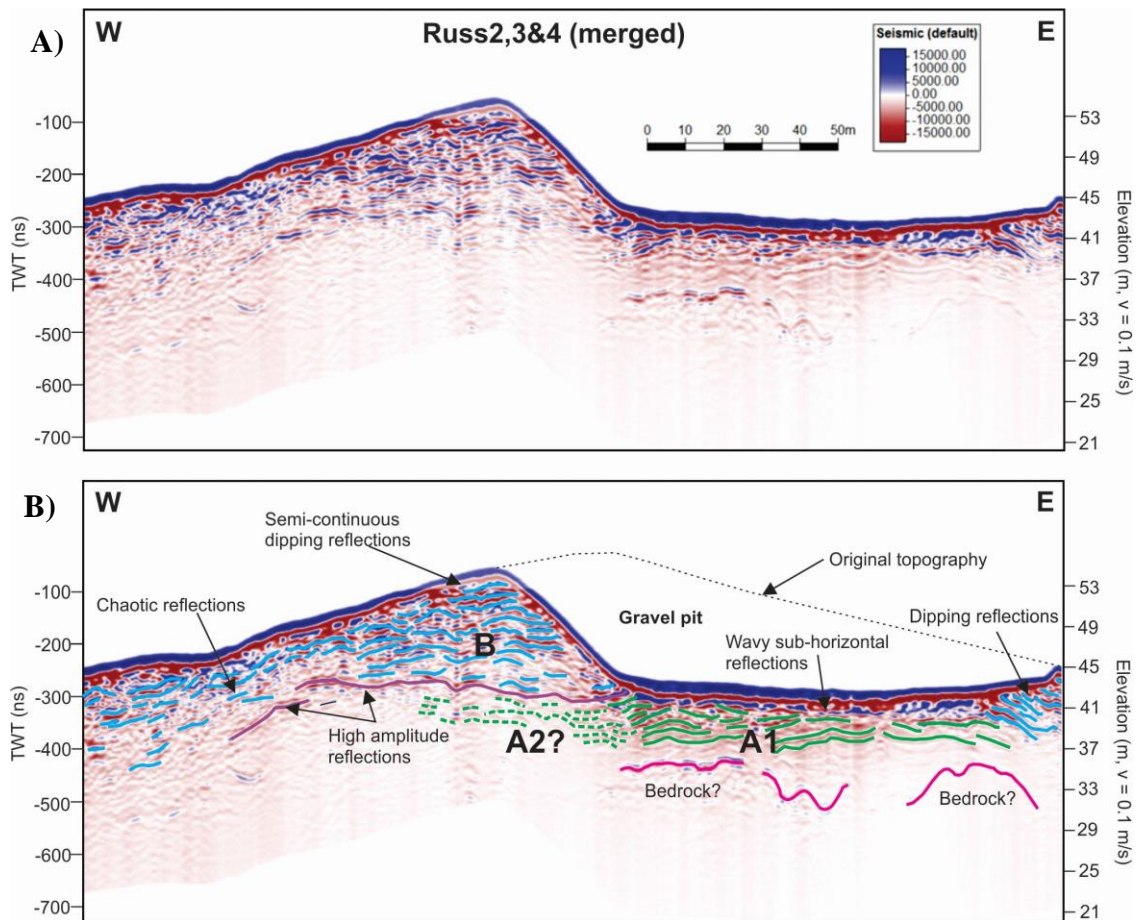 A)
W
Russ2,3&4 (merged)
E
Seismic (default)
15000.00
10000.00
5000.00
0.00
-5000.00
-10000.00
-15000.00
0 10 20 30 40 50m
TWT (ns)
-100
-200
-300
-400
-500
-600
-700
53
49
45
41
37
33
29
25
21
Elevation (m, v = 0.1 m/s)
B)
W
E
Semi-continuous
dipping reflections
Original topography
Chaotic reflections
Gravel pit
Dipping reflections
Wavy sub-horizontal
reflections
B
High amplitude
reflections
A2?
A1
Bedrock?
Bedrock?
TWT (ns)
-100
-200
-300
-400
-500
-600
-700
53
49
45
41
37
33
29
25
21
Elevation (m, v = 0.1 m/s)